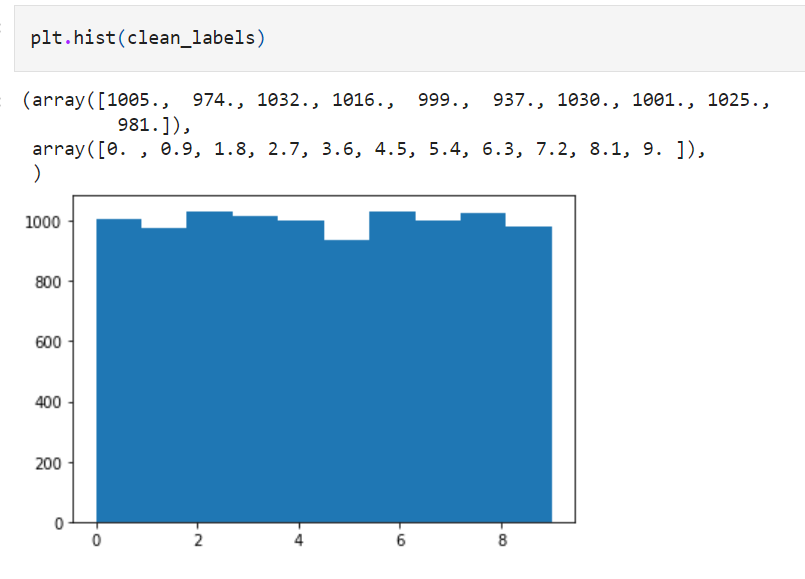 plt.hist(clean_labels)
(array([1005.,  974., 1032., 1016.,  999.,  937., 1030., 1001., 1025.,
981.]),
array([0. , 0.9, 1.8, 2.7, 3.6, 4.5, 5.4, 6.3, 7.2, 8.1, 9. ]),
)
1000
800
600
400
200
0
0 2 4 6 8